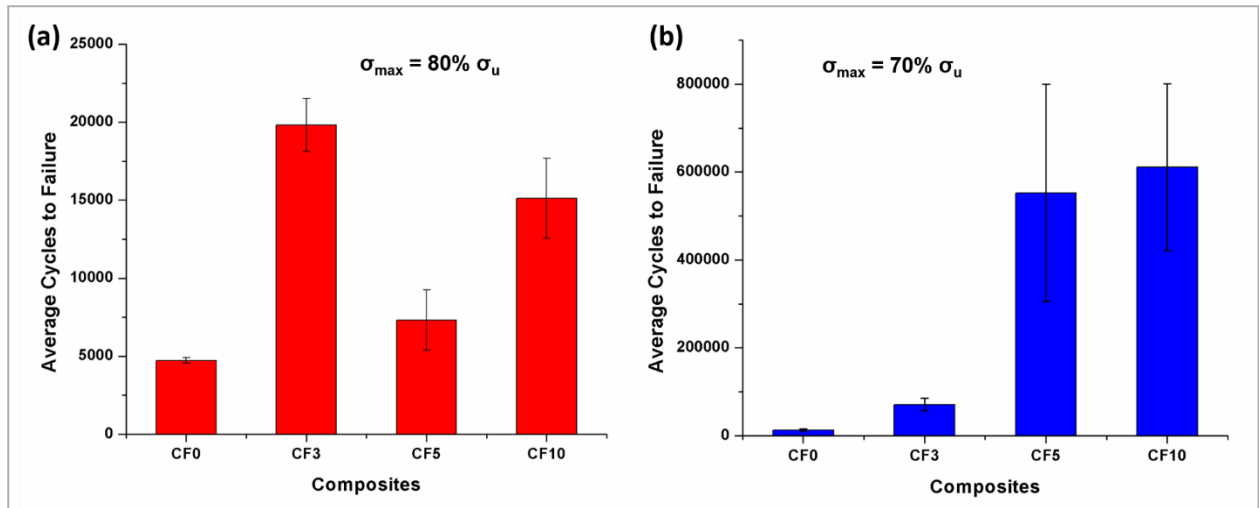 (a)
σmax = 80% σu
Average Cycles to Failure
25000
20000
15000
10000
5000
0
CF0 CF3 CF5 CF10
Composites
(b)
σmax = 70% σu
Average Cycles to Failure
800000
600000
400000
200000
0
CF0 CF3 CF5 CF10
Composites